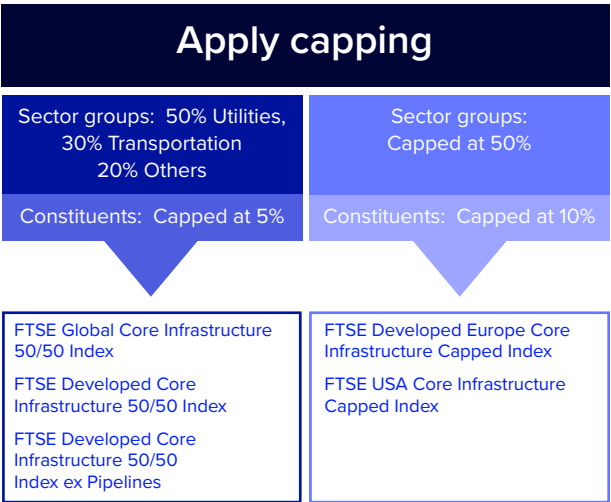 Apply capping
Sector groups: 50% Utilities,
30% Transportation
20% Others
Constituents: Capped at 5%
FTSE Global Core Infrastructure
50/50 Index
FTSE Developed Core
Infrastructure 50/50 Index
FTSE Developed Core
Infrastructure 50/50
Index ex Pipelines
Sector groups:
Capped at 50%
Constituents: Capped at 10%
FTSE Developed Europe Core
Infrastructure Capped Index
FTSE USA Core Infrastructure
Capped Index